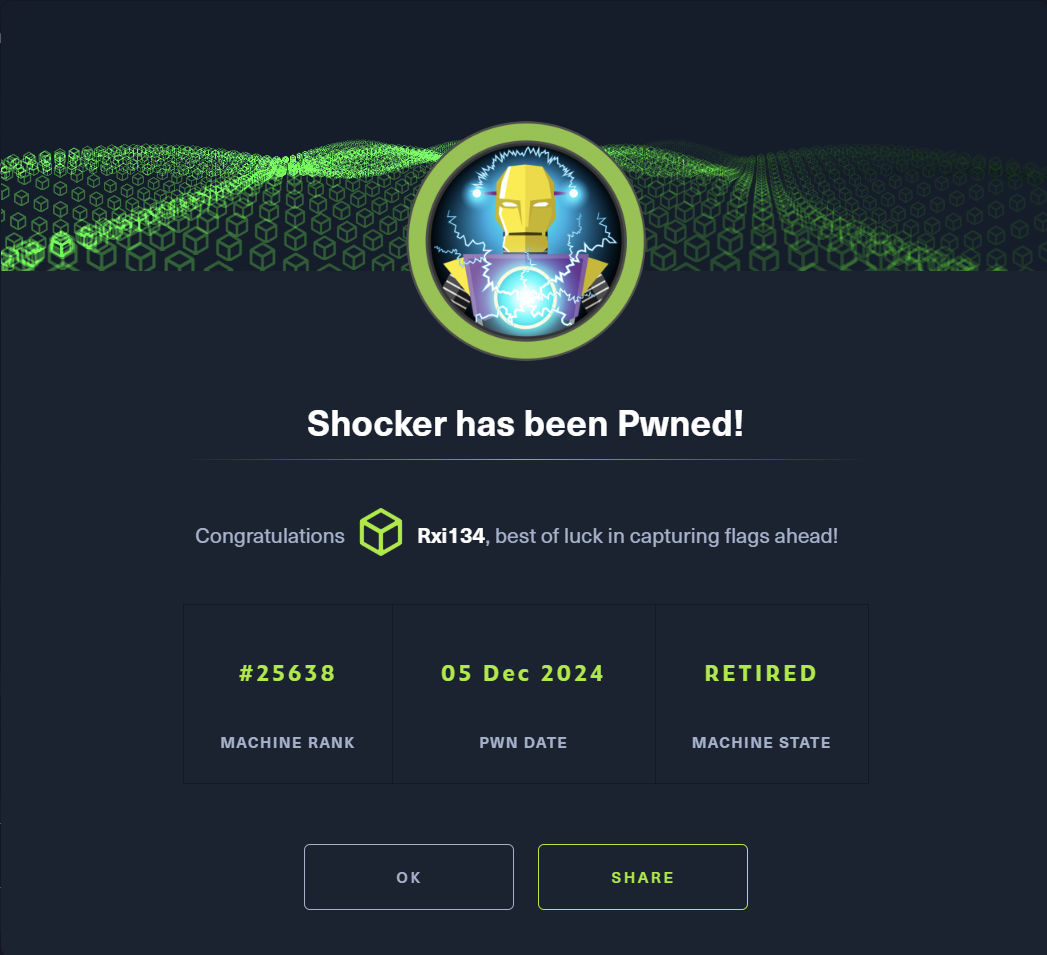 Shocker has been Pwned!
Congratulations Rxi134, best of luck in capturing flags ahead!
#25638 05 Dec 2024 RETIRED
MACHINE RANK PWN DATE MACHINE STATE
OK SHARE